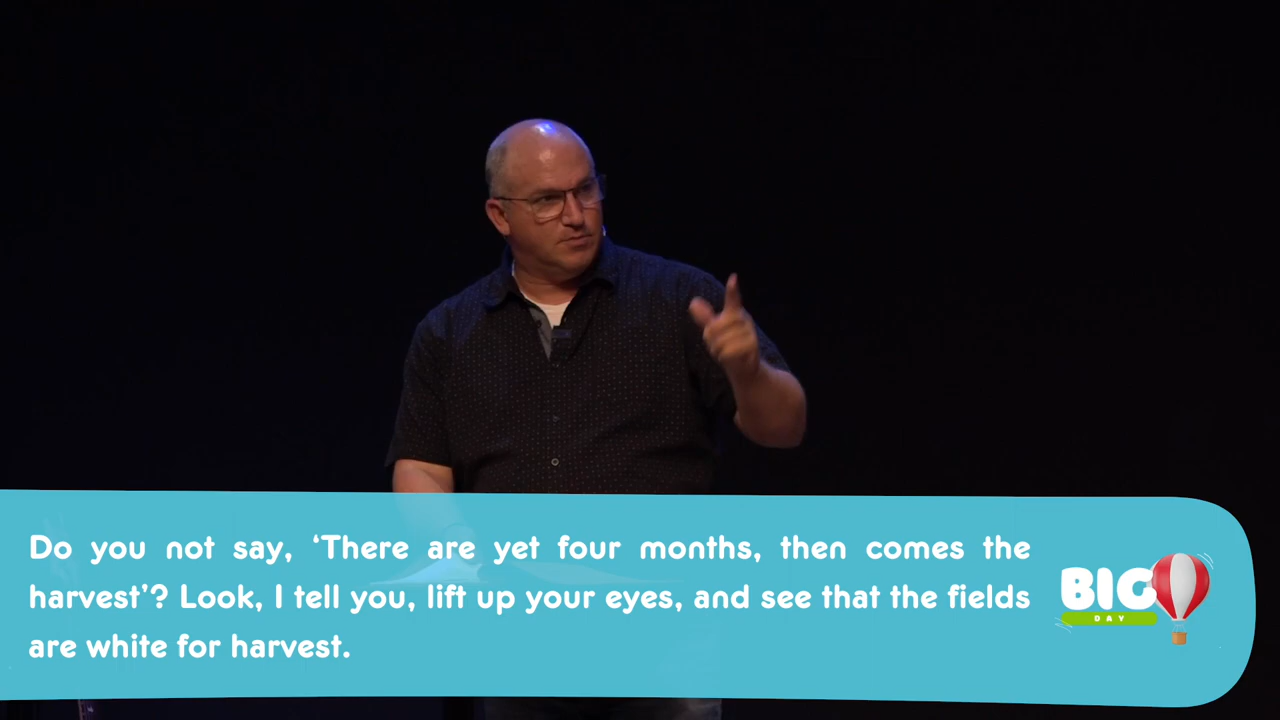 Do you not say, ‘There are yet four months, then comes the
harvest’? Look, I tell you, lift up your eyes, and see that the fields
are white for harvest.
BIG
DAY